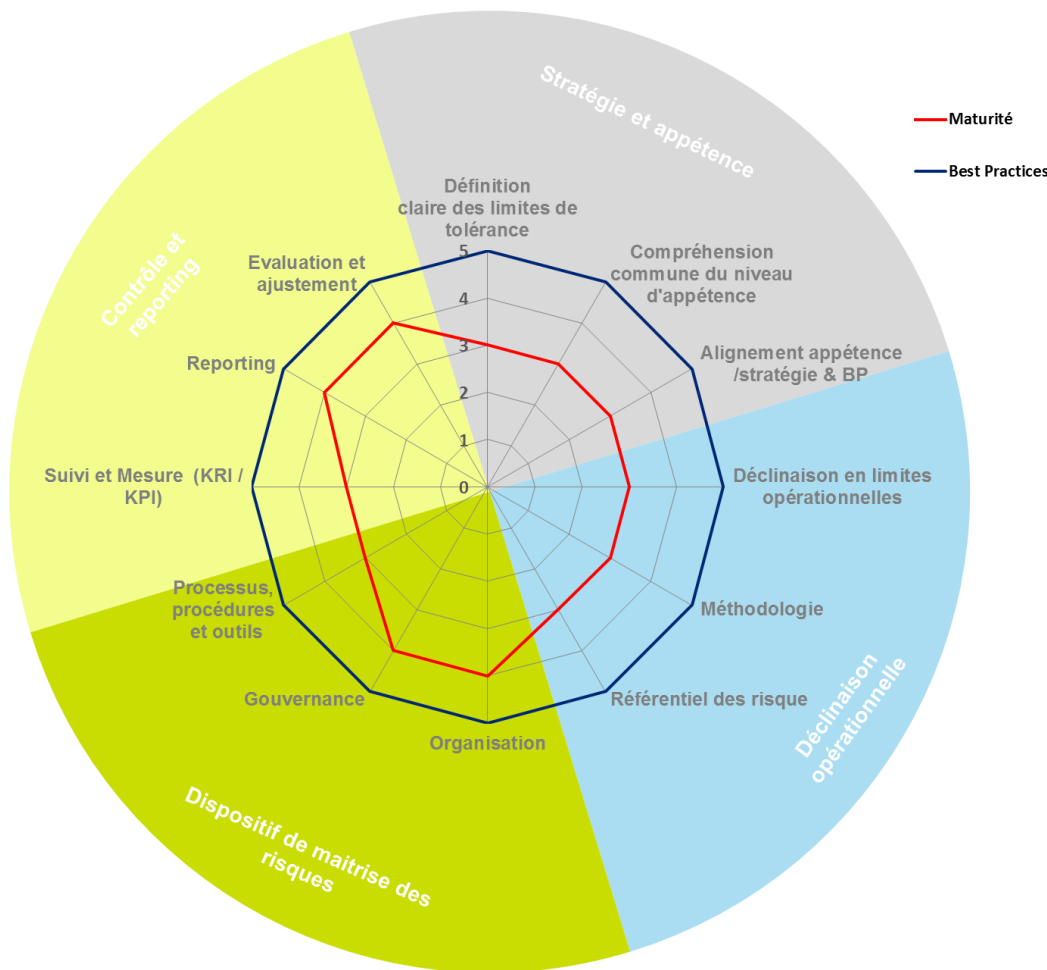 Stratégie et appétence
Maturité
Best Practices
Définition
claire des limites de
tolérance
Compréhension
commune du niveau
d'appétence
Alignement appétence
/stratégie & BP
Déclinaison en limites
opérationnelles
Méthodologie
Référentiel des risque
Déclinaison
opérationnelle
Organisation
Gouvernance
Dispositif de maitrise des
risques
Processus,
procédures
et outils
Suivi et Mesure  (KRI /
KPI)
Reporting
Evaluation et
ajustement
Contrôle et
reporting
5
4
3
2
1
0